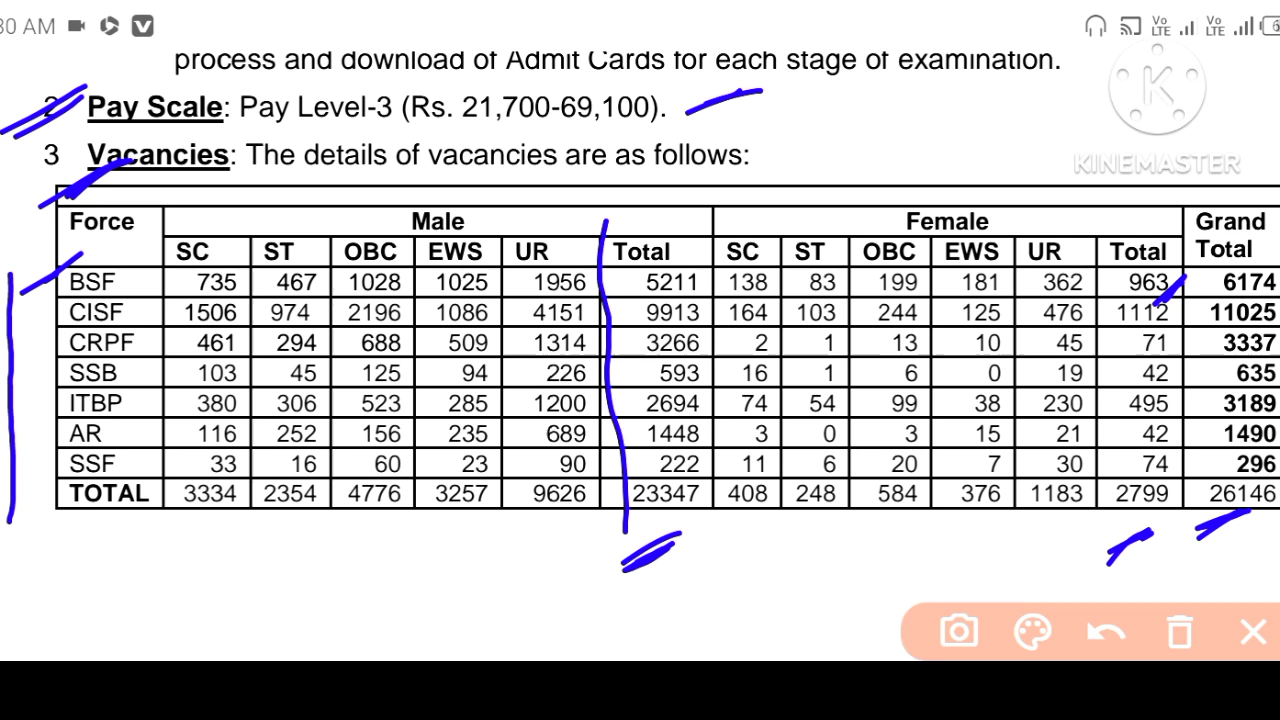 30 AM
Vo LTE Vo LTE
process and download of Admit Cards for each stage of examination.
2 Pay Scale: Pay Level-3 (Rs. 21,700-69,100).
3 Vacancies: The details of vacancies are as follows:
K
KINEMASTER
Force Male Female Grand Total
SC ST OBC EWS UR Total SC ST OBC EWS UR Total
BSF 735 467 1028 1025 1956 5211 138 83 199 181 362 963 6174
CISF 1506 974 2196 1086 4151 9913 164 103 244 125 476 1112 11025
CRPF 461 294 688 509 1314 3266 2 1 13 10 45 71 3337
SSB 103 45 125 94 226 593 16 1 6 0 19 42 635
ITBP 380 306 523 285 1200 2694 74 54 99 38 230 495 3189
AR 116 252 156 235 689 1448 3 0 3 15 21 42 1490
SSF 33 16 60 23 90 222 11 6 20 7 30 74 296
TOTAL 3334 2354 4776 3257 9626 23347 408 248 584 376 1183 2799 26146